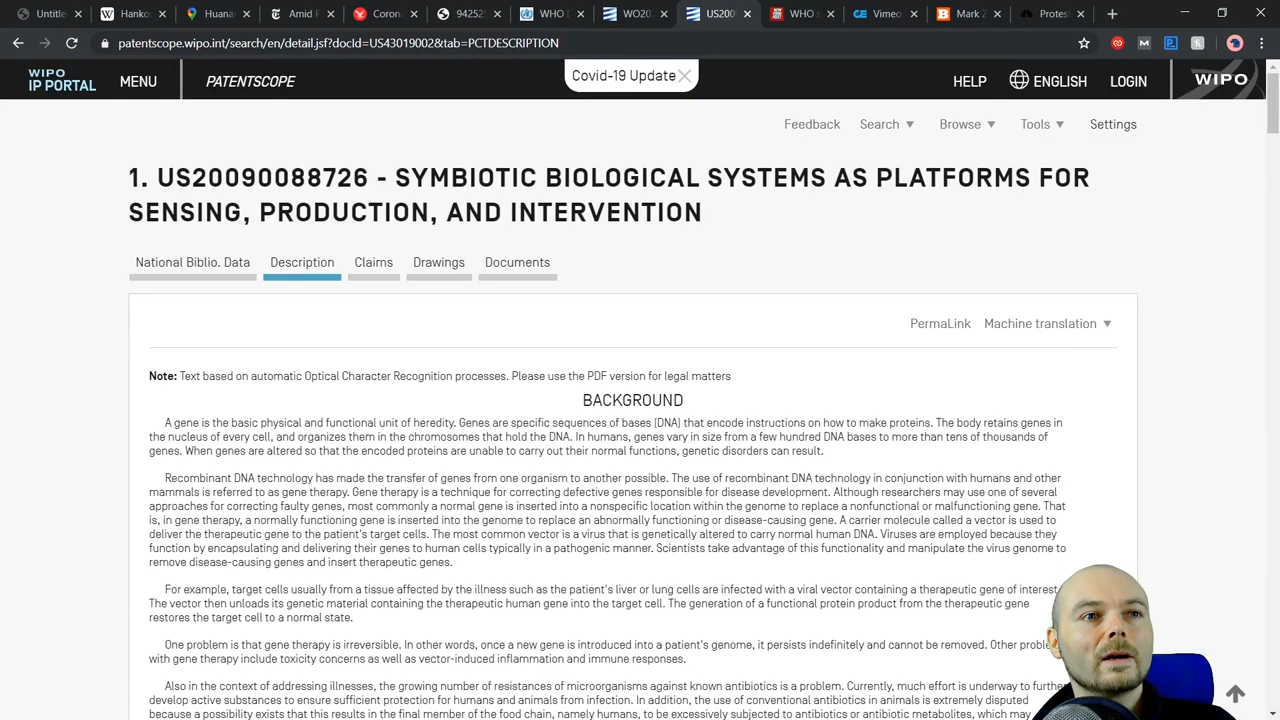 Untitle
Hanko
Huana
Amid P
Corona
94252
WHO D
WO20
US200
WHO s
Vimeo
Mark Z
Protes
patentscope.wipo.int/search/en/detail.jsf?docId=US43019002&tab=PCTDESCRIPTION
WIPO
IP PORTAL
MENU
PATENTSCOPE
Covid-19 Update
HELP
ENGLISH
LOGIN
WIPO
Feedback Search Browse Tools Settings
1. US20090088726 - SYMBIOTIC BIOLOGICAL SYSTEMS AS PLATFORMS FOR
SENSING, PRODUCTION, AND INTERVENTION
National Biblio. Data Description Claims Drawings Documents
PermaLink Machine translation
Note: Text based on automatic Optical Character Recognition processes. Please use the PDF version for legal matters
BACKGROUND
A gene is the basic physical and functional unit of heredity. Genes are specific sequences of bases (DNA) that encode instructions on how to make proteins. The body retains genes in
the nucleus of every cell, and organizes them in the chromosomes that hold the DNA. In humans, genes vary in size from a few hundred DNA bases to more than tens of thousands of
genes. When genes are altered so that the encoded proteins are unable to carry out their normal functions, genetic disorders can result.
Recombinant DNA technology has made the transfer of genes from one organism to another possible. The use of recombinant DNA technology in conjunction with humans and other
mammals is referred to as gene therapy. Gene therapy is a technique for correcting defective genes responsible for disease development. Although researchers may use one of several
approaches for correcting faulty genes, most commonly a normal gene is inserted into a nonspecific location within the genome to replace a nonfunctional or malfunctioning gene. That
is, in gene therapy, a normally functioning gene is inserted into the genome to replace an abnormally functioning or disease-causing gene. A carrier molecule called a vector is used to
deliver the therapeutic gene to the patient's target cells. The most common vector is a virus that is genetically altered to carry normal human DNA. Viruses are employed because they
function by encapsulating and delivering their genes to human cells typically in a pathogenic manner. Scientists take advantage of this functionality and manipulate the virus genome to
remove disease-causing genes and insert therapeutic genes.
For example, target cells usually from a tissue affected by the illness such as the patient's liver or lung cells are infected with a viral vector containing a therapeutic gene of interest.
The vector then unloads its genetic material containing the therapeutic human gene into the target cell. The generation of a functional protein product from the therapeutic gene
restores the target cell to a normal state.
One problem is that gene therapy is irreversible. In other words, once a new gene is introduced into a patient's genome, it persists indefinitely and cannot be removed. Other proble
with gene therapy include toxicity concerns as well as vector-induced inflammation and immune responses.
Also in the context of addressing illnesses, the growing number of resistances of microorganisms against known antibiotics is a problem. Currently, much effort is underway to furthe
develop active substances to ensure sufficient protection for humans and animals from infection. In addition, the use of conventional antibiotics in animals is extremely disputed
because a possibility exists that this results in the final member of the food chain, namely humans, to be excessively subjected to antibiotics or antibiotic metabolites, which may